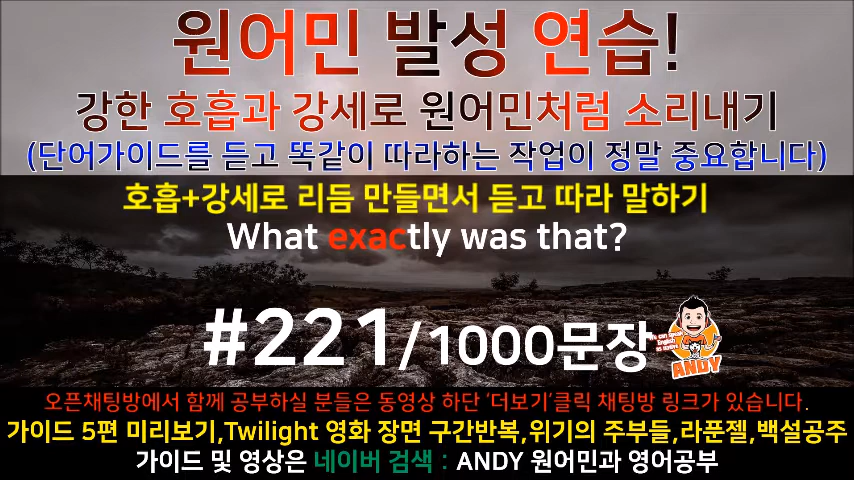 원어민 발성 연습!
강한 호흡과 강세로 원어민처럼 소리내기
(단어가이드를 듣고 똑같이 따라하는 작업이 정말 중요합니다)
호흡+강세로 리듬 만들면서 듣고 따라 말하기
What exactly was that?
#221/1000문장
We can speak
English
as Native
ANDY
오픈채팅방에서 함께 공부하실 분들은 동영상 하단 '더보기'클릭 채팅방 링크가 있습니다.
가이드 5편 미리보기,Twilight 영화 장면 구간반복,위기의 주부들,라푼젤,백설공주
가이드 및 영상은 네이버 검색 : ANDY 원어민과 영어공부